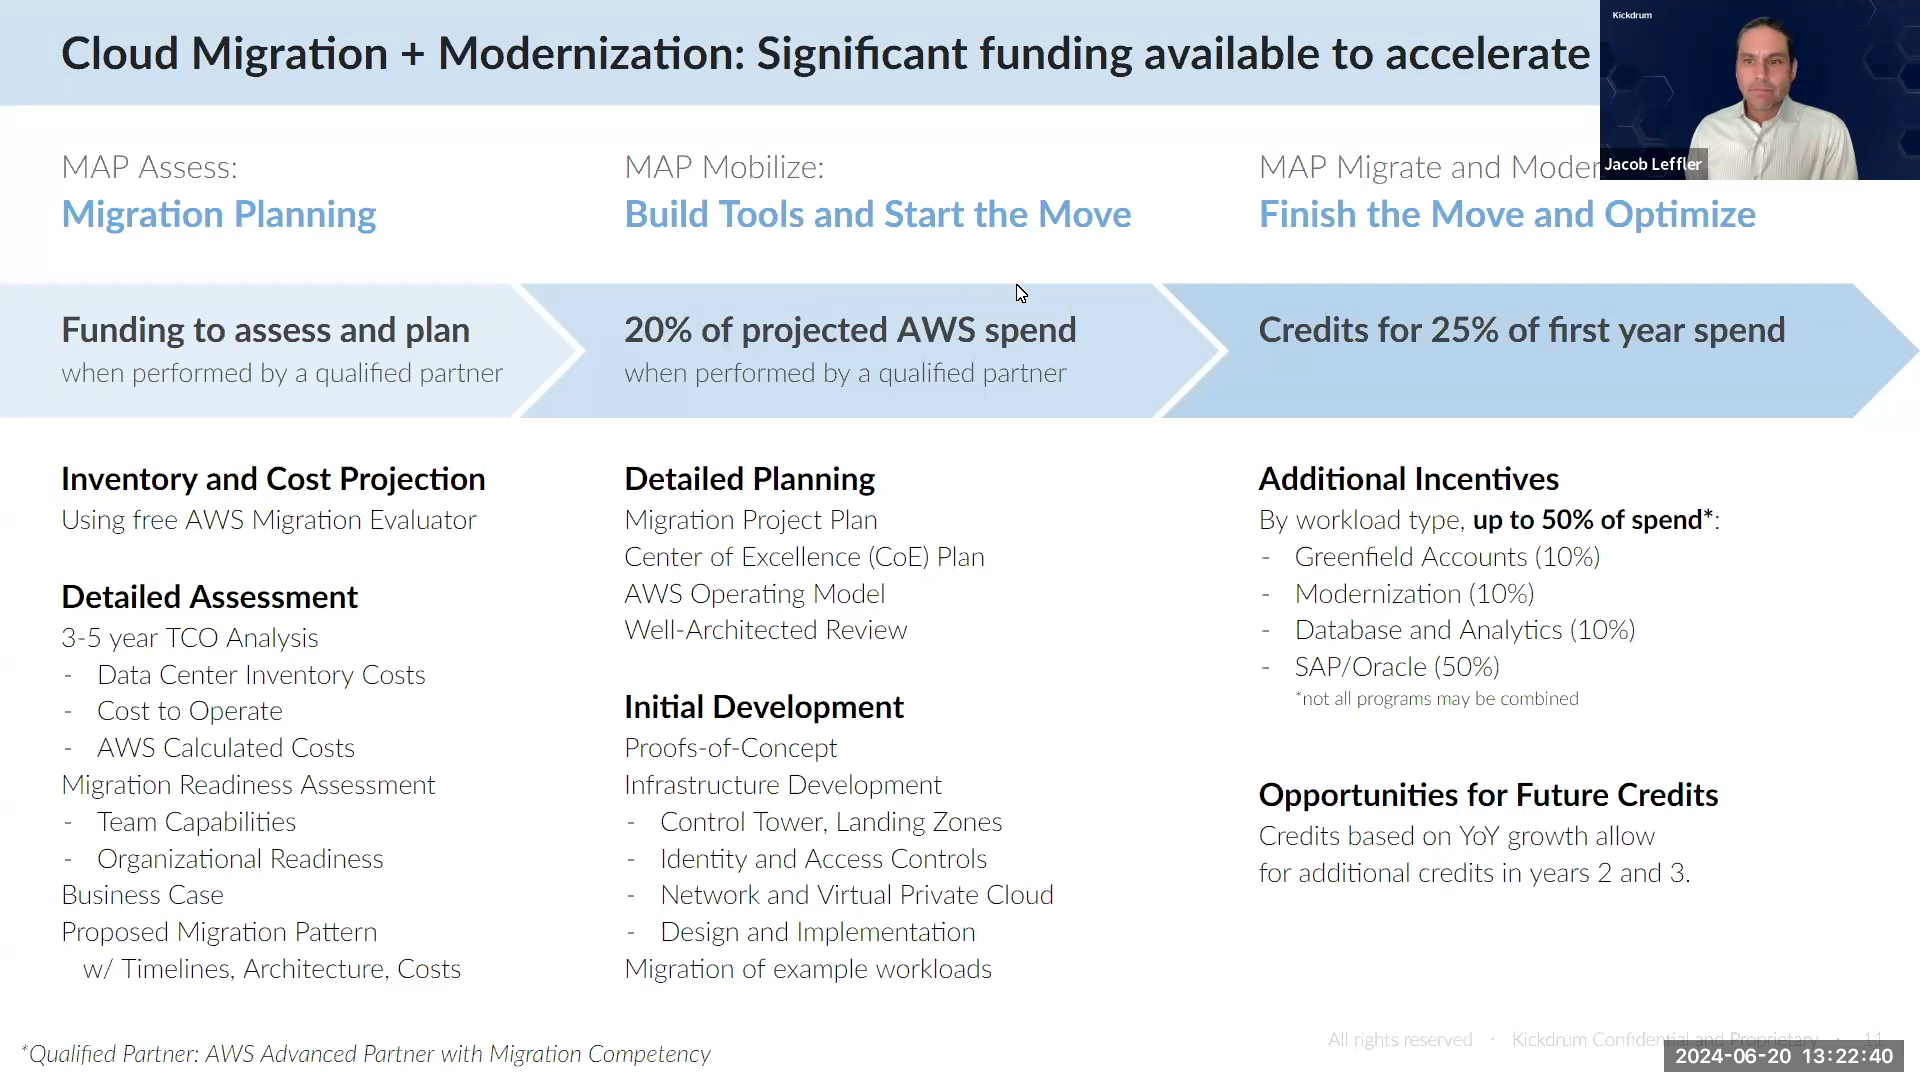 Cloud Migration + Modernization: Significant funding available to accelerate
Kickdrum
Jacob Leffler
MAP Assess:
Migration Planning
MAP Mobilize:
Build Tools and Start the Move
MAP Migrate and Moder
Finish the Move and Optimize
Funding to assess and plan
when performed by a qualified partner
20% of projected AWS spend
when performed by a qualified partner
Credits for 25% of first year spend
Inventory and Cost Projection
Using free AWS Migration Evaluator
Detailed Assessment
3-5 year TCO Analysis
- Data Center Inventory Costs
- Cost to Operate
- AWS Calculated Costs
Migration Readiness Assessment
- Team Capabilities
- Organizational Readiness
Business Case
Proposed Migration Pattern
w/ Timelines, Architecture, Costs
Detailed Planning
Migration Project Plan
Center of Excellence (CoE) Plan
AWS Operating Model
Well-Architected Review
Initial Development
Proofs-of-Concept
Infrastructure Development
- Control Tower, Landing Zones
- Identity and Access Controls
- Network and Virtual Private Cloud
- Design and Implementation
Migration of example workloads
Additional Incentives
By workload type, up to 50% of spend*:
- Greenfield Accounts (10%)
- Modernization (10%)
- Database and Analytics (10%)
- SAP/Oracle (50%)
*not all programs may be combined
Opportunities for Future Credits
Credits based on YoY growth allow
for additional credits in years 2 and 3.
*Qualified Partner: AWS Advanced Partner with Migration Competency
All rights reserved · Kickdrum Confidential and Proprietary · 11
2024-06-20 13:22:40